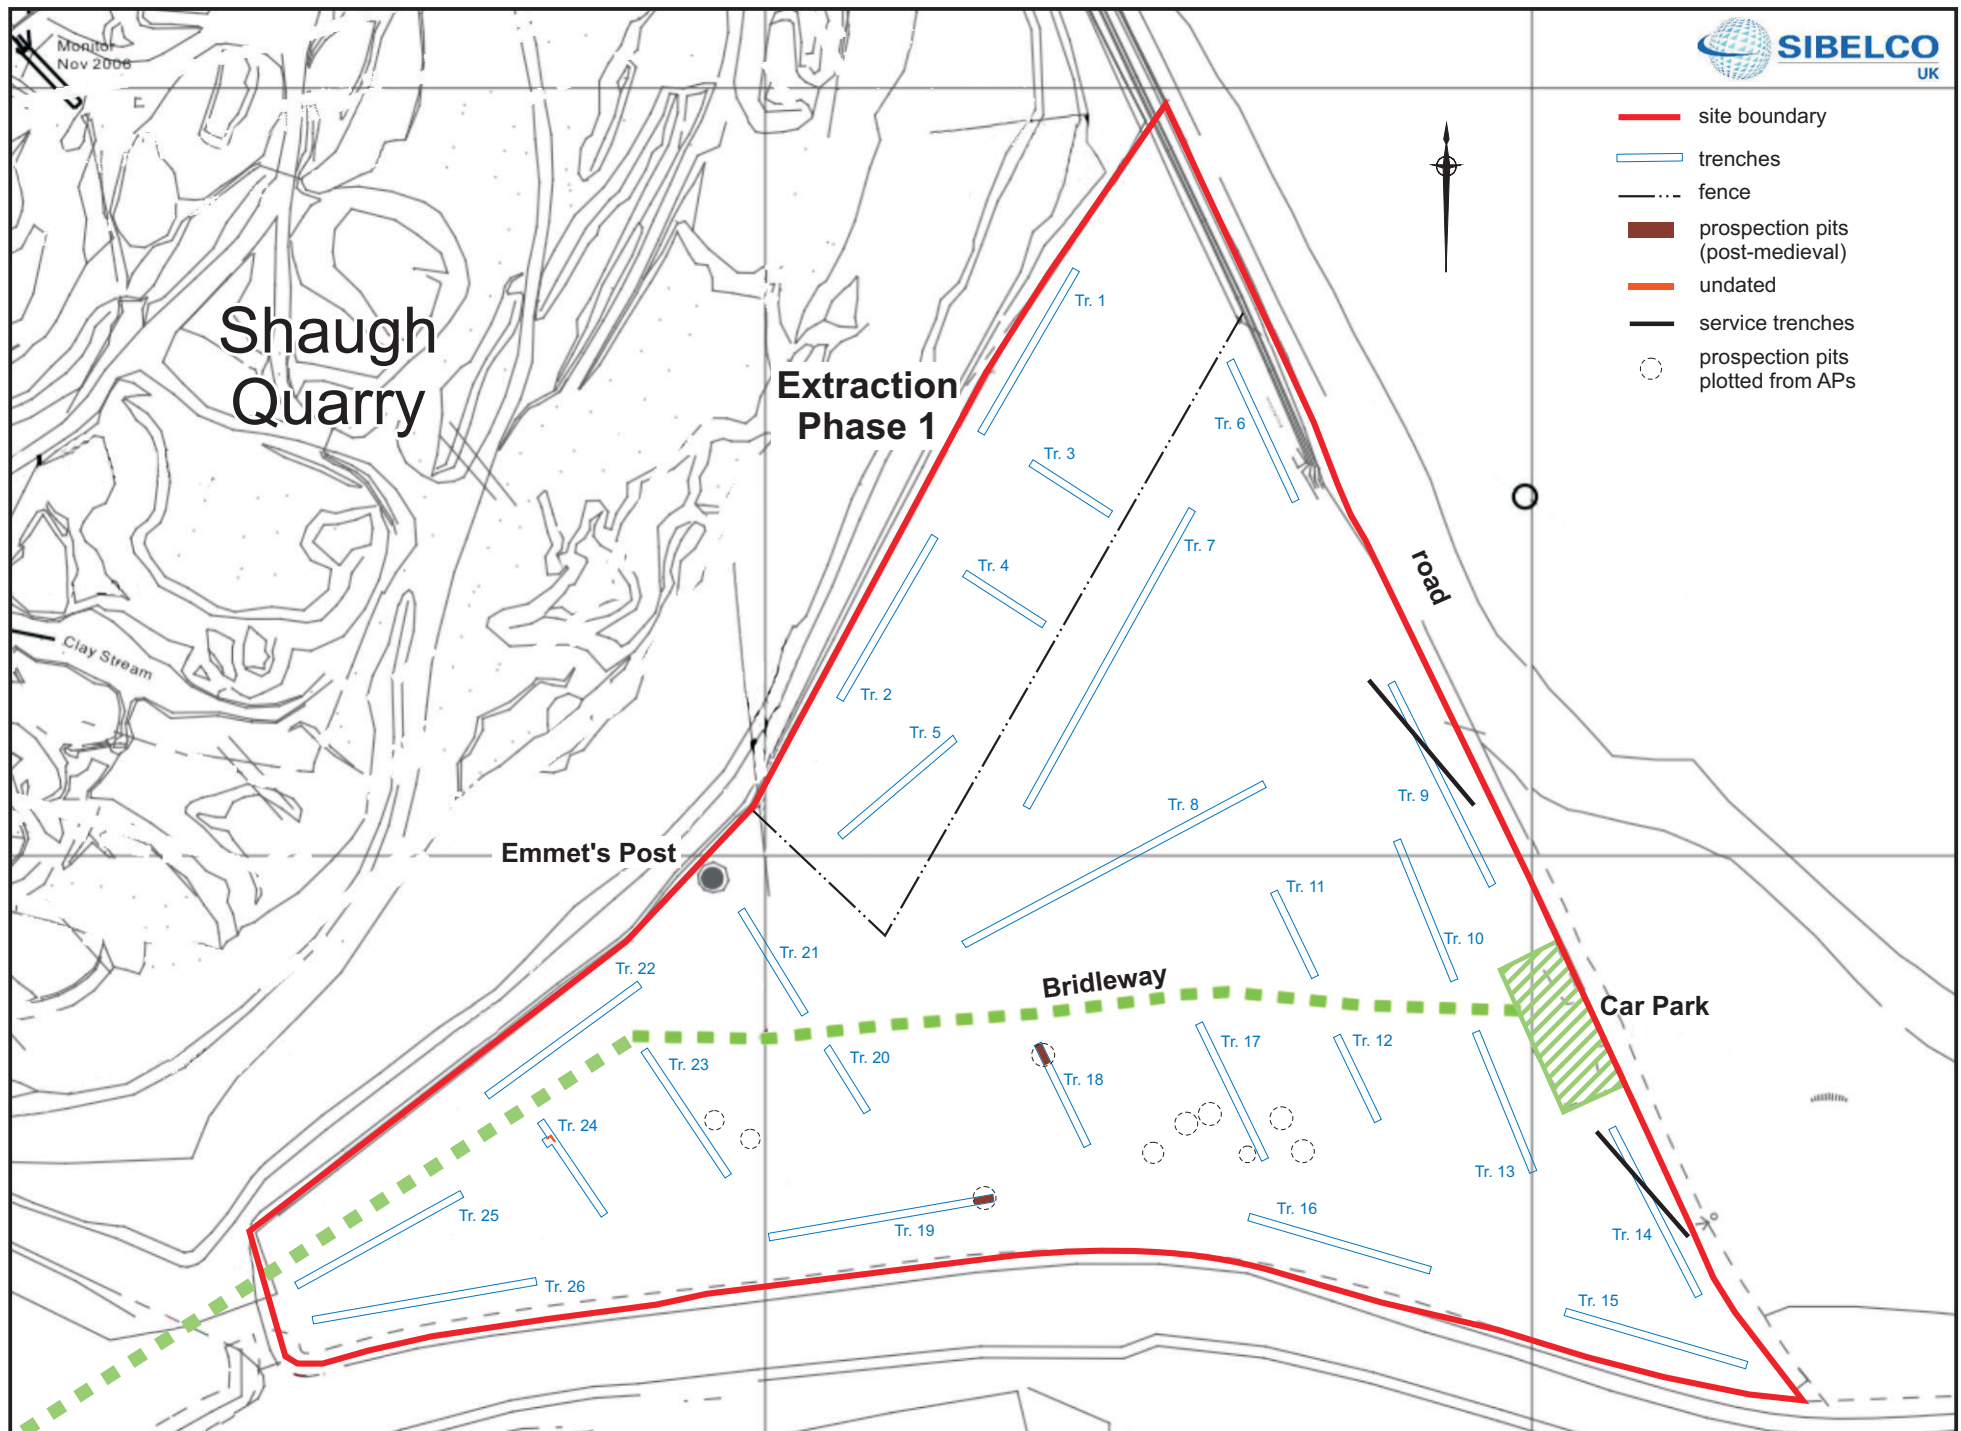 Monitor
Nov 2006
E
SIBELCO
UK
site boundary
trenches
fence
prospection pits
(post-medieval)
undated
service trenches
prospection pits
plotted from APs
Shaugh
Quarry
Extraction
Phase 1
Tr. 1
Tr. 6
Tr. 3
Tr. 7
Tr. 4
road
Clay Stream
Tr. 2
Tr. 5
Tr. 9
Tr. 8
Emmet's Post
Tr. 11
Tr. 10
Tr. 21
Tr. 22
Bridleway
Car Park
Tr. 23
Tr. 20
Tr. 18
Tr. 17
Tr. 12
Tr. 24
Tr. 13
Tr. 25
Tr. 19
Tr. 16
Tr. 14
Tr. 26
Tr. 15